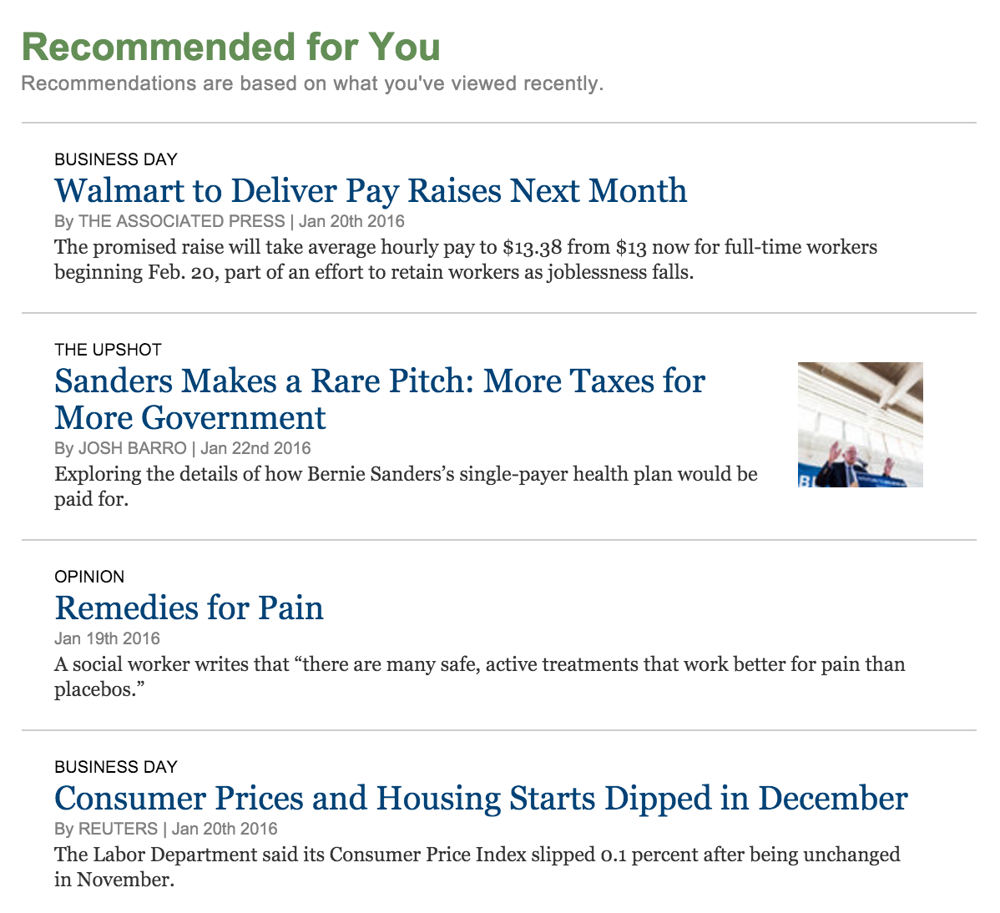 Recommended for You
Recommendations are based on what you've viewed recently.
BUSINESS DAY
Walmart to Deliver Pay Raises Next Month
By THE ASSOCIATED PRESS | Jan 20th 2016
The promised raise will take average hourly pay to $13.38 from $13 now for full-time workers
beginning Feb. 20, part of an effort to retain workers as joblessness falls.
THE UPSHOT
Sanders Makes a Rare Pitch: More Taxes for
More Government
By JOSH BARRO | Jan 22nd 2016
Exploring the details of how Bernie Sanders’s single-payer health plan would be
paid for.
OPINION
Remedies for Pain
Jan 19th 2016
A social worker writes that “there are many safe, active treatments that work better for pain than
placebos.”
BUSINESS DAY
Consumer Prices and Housing Starts Dipped in December
By REUTERS | Jan 20th 2016
The Labor Department said its Consumer Price Index slipped 0.1 percent after being unchanged
in November.